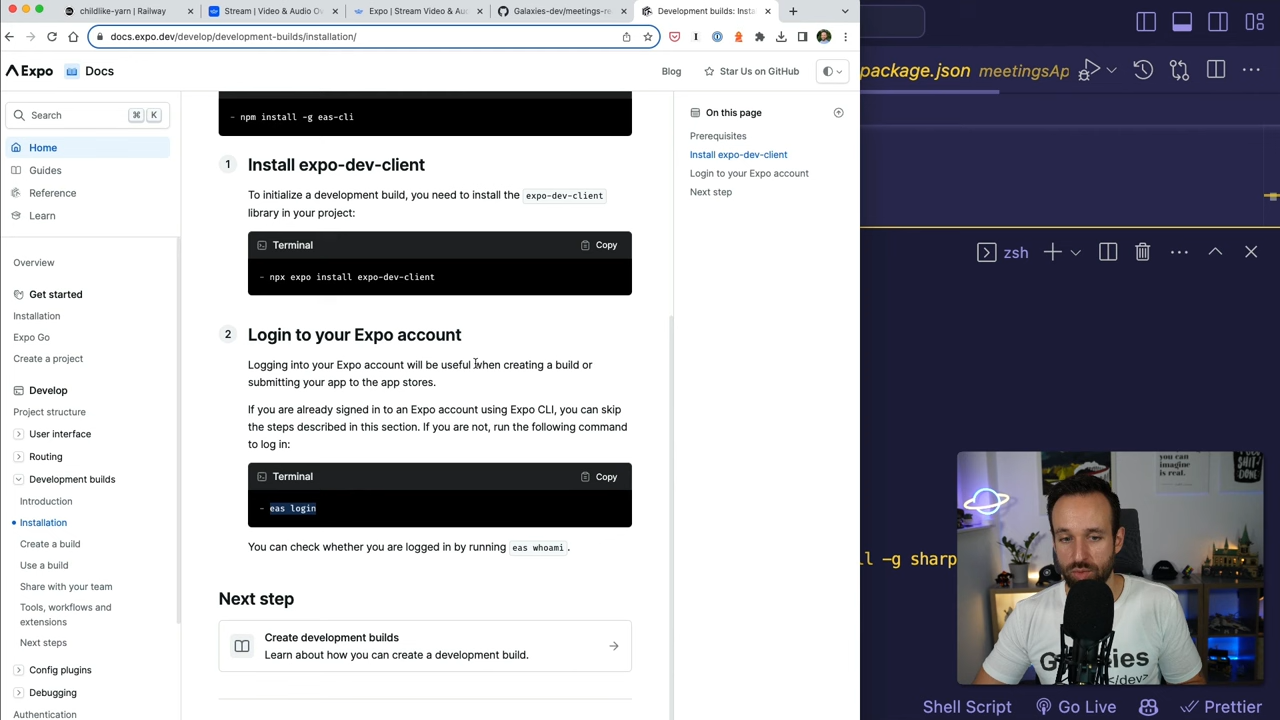 childlike-yarn | Railway
Stream | Video & Audio Ov
Expo | Stream Video & Aud
Galaxies-dev/meetings-re
Development builds: Insta
docs.expo.dev/develop/development-builds/installation/
Expo
Docs
Blog
Star Us on GitHub
Search
⌘ K
Home
Guides
Reference
Learn
Overview
Get started
Installation
Expo Go
Create a project
Develop
Project structure
User interface
Routing
Development builds
Introduction
Installation
Create a build
Use a build
Share with your team
Tools, workflows and
extensions
Next steps
Config plugins
Debugging
Authentication
- npm install -g eas-cli
1
Install expo-dev-client
To initialize a development build, you need to install the expo-dev-client
library in your project:
Terminal
Copy
- npx expo install expo-dev-client
2
Login to your Expo account
Logging into your Expo account will be useful when creating a build or
submitting your app to the app stores.
If you are already signed in to an Expo account using Expo CLI, you can skip
the steps described in this section. If you are not, run the following command
to log in:
Terminal
Copy
- eas login
You can check whether you are logged in by running eas whoami.
Next step
Create development builds
Learn about how you can create a development build.
On this page
Prerequisites
Install expo-dev-client
Login to your Expo account
Next step
package.json meetingsAp
zsh
ll -g sharp
you can
imagine
is real.
Galaxies
</dev>
Shell Script
Go Live
Prettier